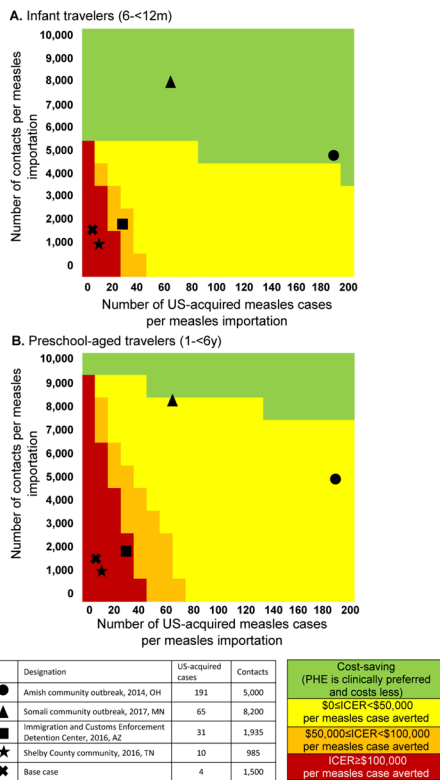 A. Infant travelers (6-<12m)
Number of contacts per measles
importation
10,000
9,000
8,000
7,000
6,000
5,000
4,000
3,000
2,000
1,000
0
0 20 40 60 80 100 120 140 160 180 200
Number of US-acquired measles cases
per measles importation
B. Preschool-aged travelers (1-<6y)
Number of contacts per measles
importation
10,000
9,000
8,000
7,000
6,000
5,000
4,000
3,000
2,000
1,000
0
0 20 40 60 80 100 120 140 160 180 200
Number of US-acquired measles cases
per measles importation
Designation US-acquired cases Contacts
Amish community outbreak, 2014, OH 191 5,000
Somali community outbreak, 2017, MN 65 8,200
Immigration and Customs Enforcement
Detention Center, 2016, AZ 31 1,935
Shelby County community, 2016, TN 10 985
Base case 4 1,500
Cost-saving
(PHE is clinically preferred
and costs less)
$0≤ICER<$50,000
per measles case averted
$50,000≤ICER<$100,000
per measles case averted
ICER≥$100,000
per measles case averted